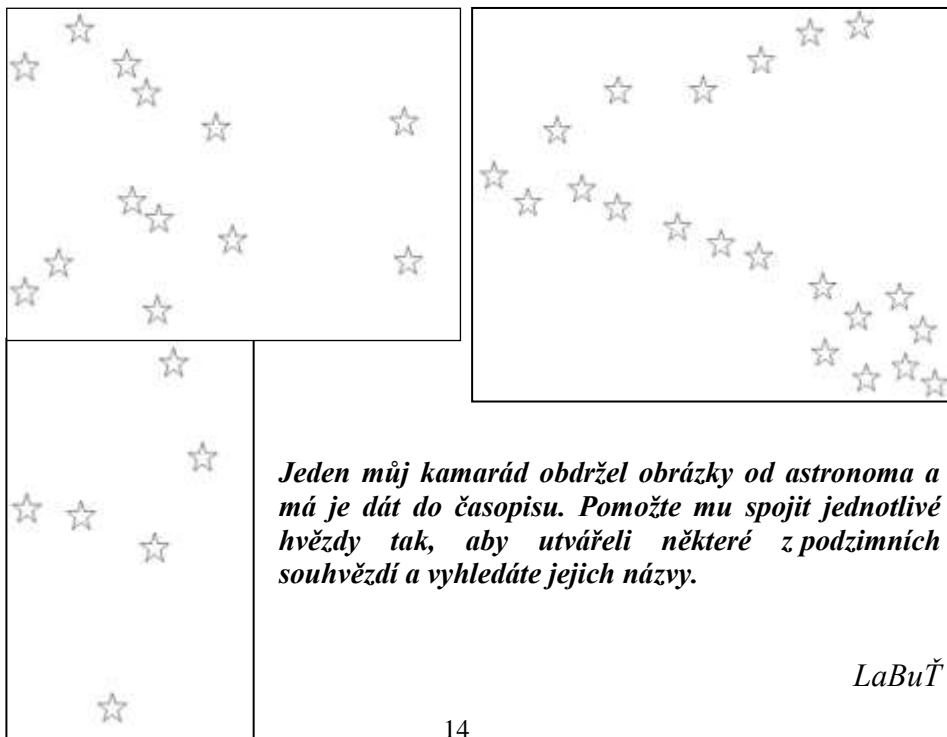 Jeden můj kamarád obdržel obrázky od astronoma a
má je dát do časopisu. Pomožte mu spojit jednotlivé
hvězdy tak, aby utvářeli některé z podzimních
souhvězdí a vyhledáte jejich názvy.
LaBuŤ
14